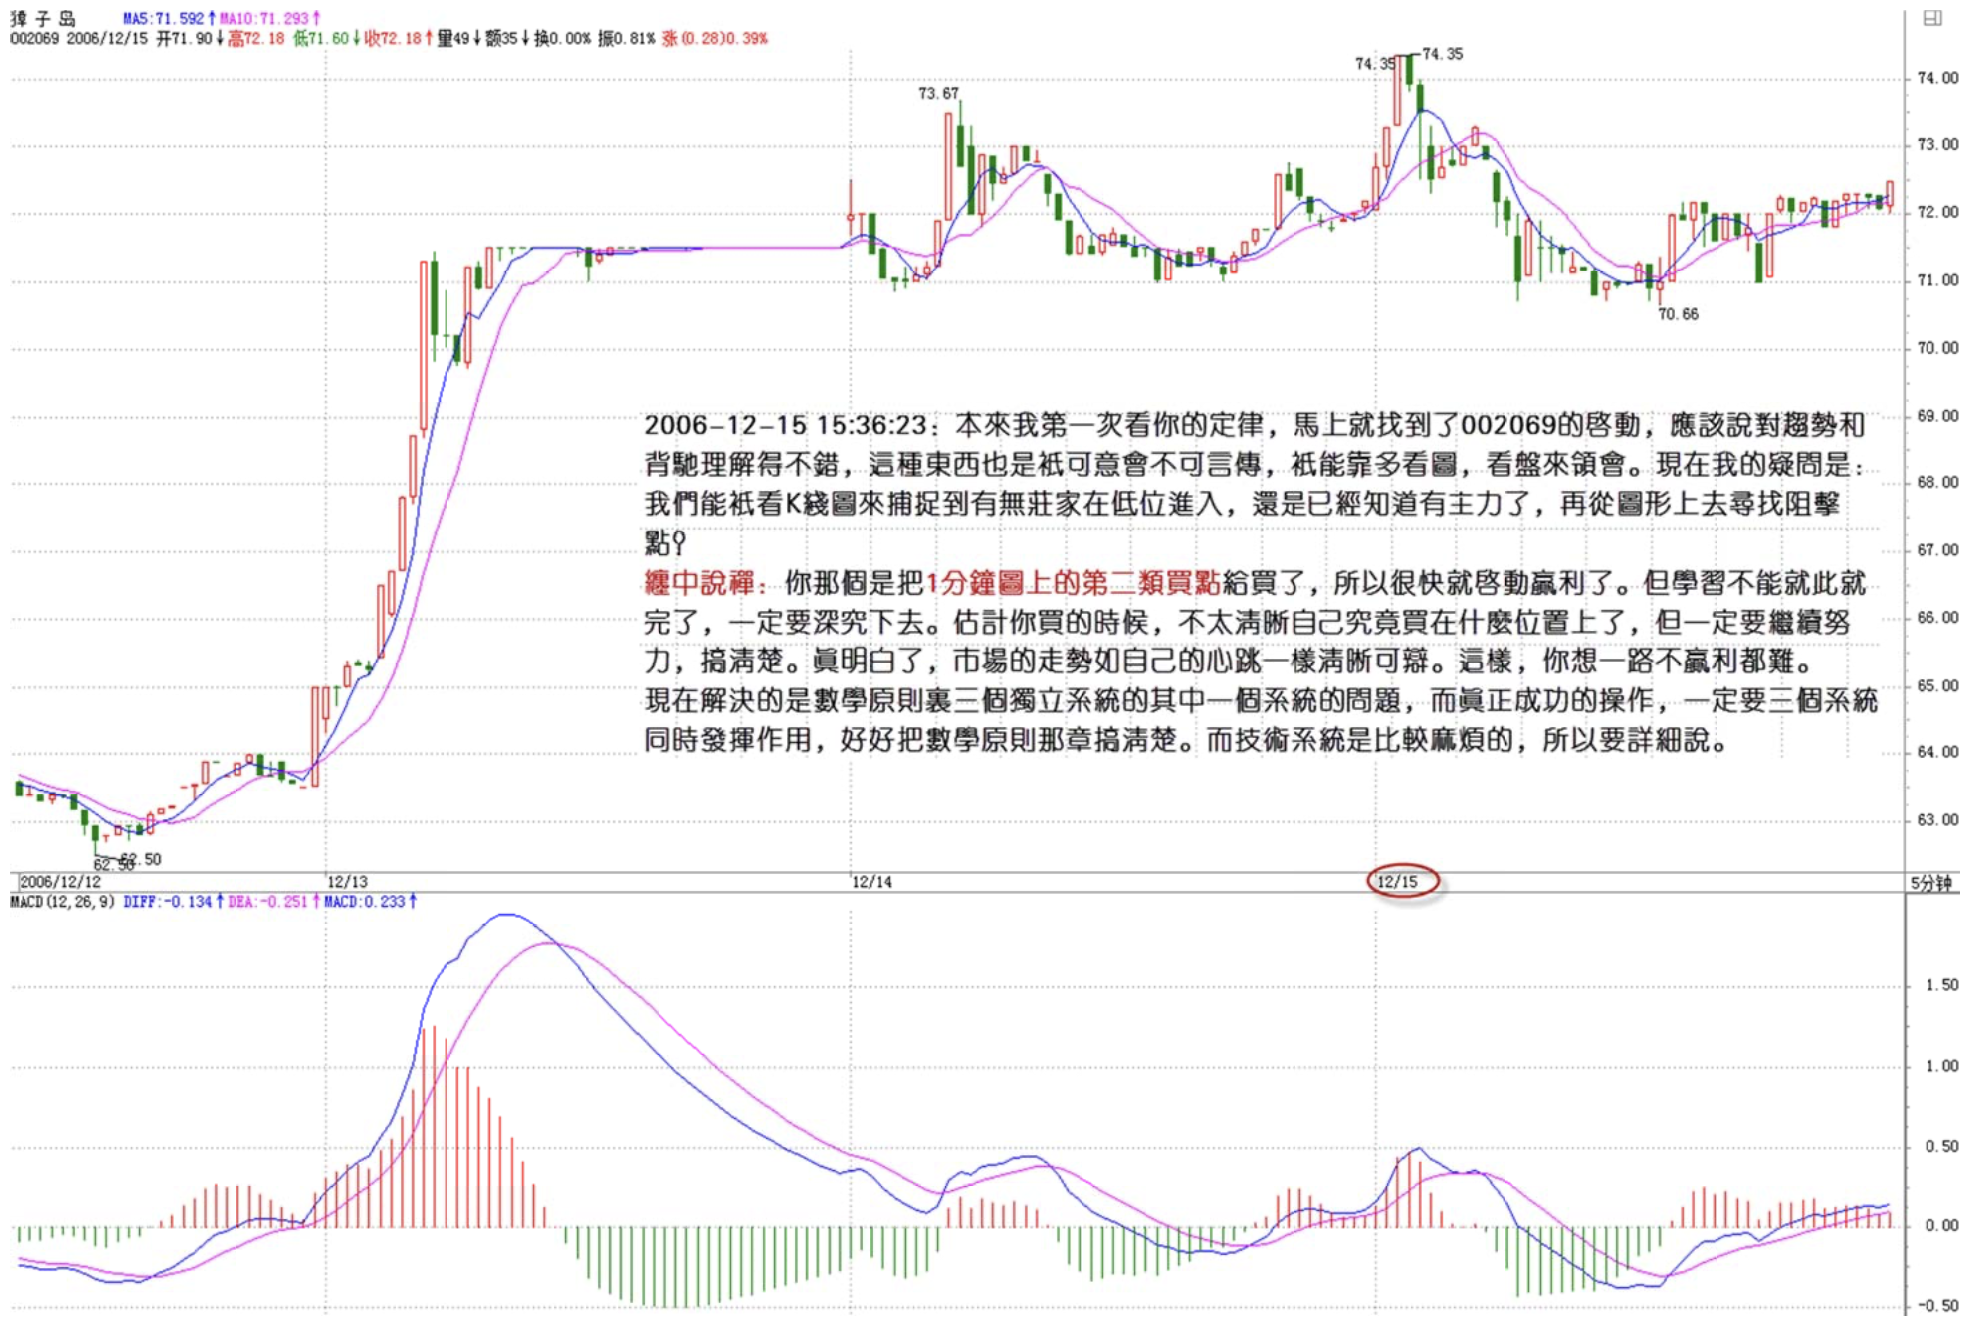 獐子岛 MA5:71.592↑ MA10:71.293↑
002069 2006/12/15 开71.90↓ 高72.18 低71.60↓ 收72.18↑ 量49↓ 额35↓ 换0.00% 振0.81% 涨(0.28)0.39%
74.35
74.35
74.00
73.67
73.00
72.00
71.00
70.66
70.00
2006-12-15 15:36:23：本來我第一次看你的定律，馬上就找到了002069的啓動，應該說對趨勢和
69.00
背馳理解得不錯，這種東西也是衹可意會不可言傳，衹能靠多看圖，看盤來領會。現在我的疑問是：
68.00
我們能衹看K綫圖來捕捉到有無莊家在低位進入，還是已經知道有主力了，再從圖形上去尋找阻擊
點？
67.00
纏中說禪：你那個是把1分鐘圖上的第二類買點給買了，所以很快就啓動贏利了。但學習不能就此就
完了，一定要深究下去。估計你買的時候，不太清晰自己究竟買在什麼位置上了，但一定要繼續努
66.00
力，搞清楚。眞明白了，市場的走勢如自己的心跳一樣清晰可辯。這樣，你想一路不贏利都難。
65.00
現在解決的是數學原則裏三個獨立系統的其中一個系統的問題，而眞正成功的操作，一定要三個系統
同時發揮作用，好好把數學原則那章搞清楚。而技術系統是比較麻煩的，所以要詳細說。
64.00
63.00
62.50
62.50
2006/12/12 12/13 12/14 12/15 5分钟
MACD(12,26,9) DIFF:-0.134↑ DEA:-0.251↑ MACD:0.233↑
1.50
1.00
0.50
0.00
-0.50